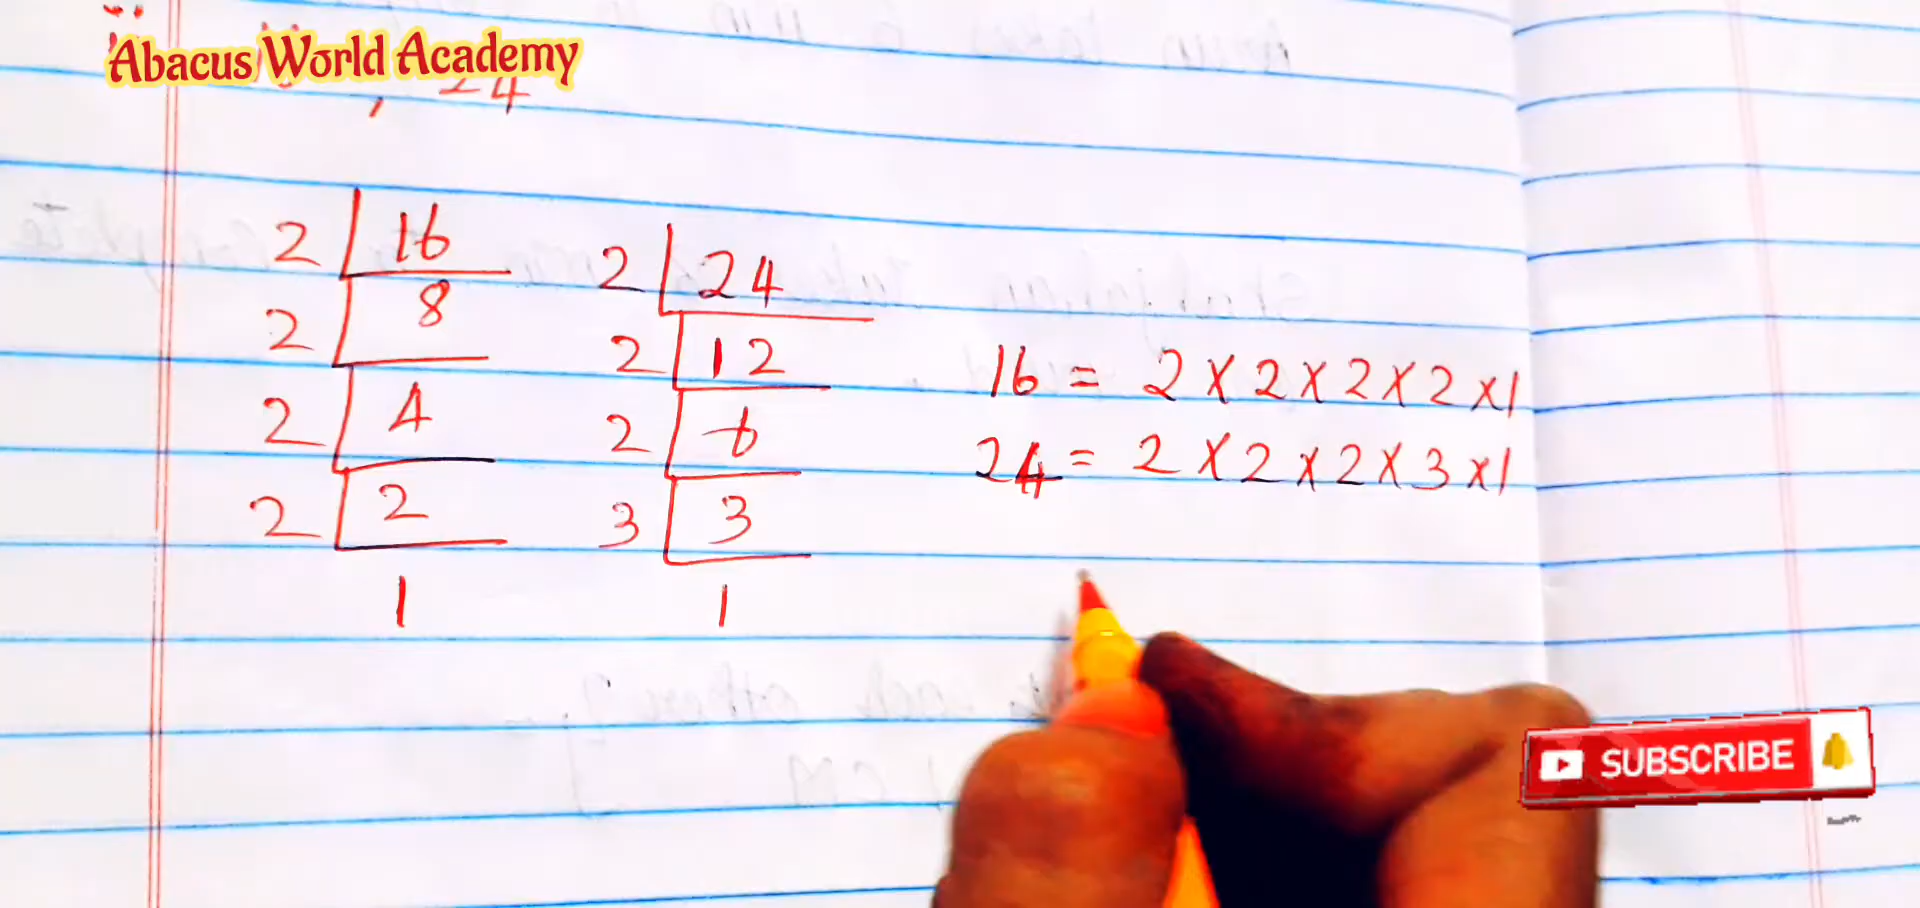 Abacus World Academy
, 24
2 16
2 8
2 4
2 2
1
2 24
2 12
2 6
3 3
1
16 = 2 X 2 X 2 X 2 X 1
24 = 2 X 2 X 2 X 3 X 1
SUBSCRIBE